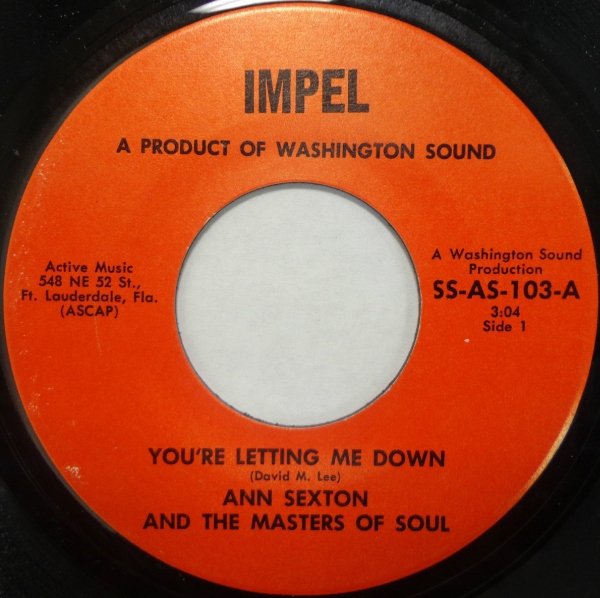 IMPEL
A PRODUCT OF WASHINGTON SOUND
Active Music
548 NE 52 St.,
Ft. Lauderdale, Fla.
(ASCAP)
A Washington Sound
Production
SS-AS-103-A
3:04
Side 1
YOU'RE LETTING ME DOWN
(David M. Lee)
ANN SEXTON
AND THE MASTERS OF SOUL